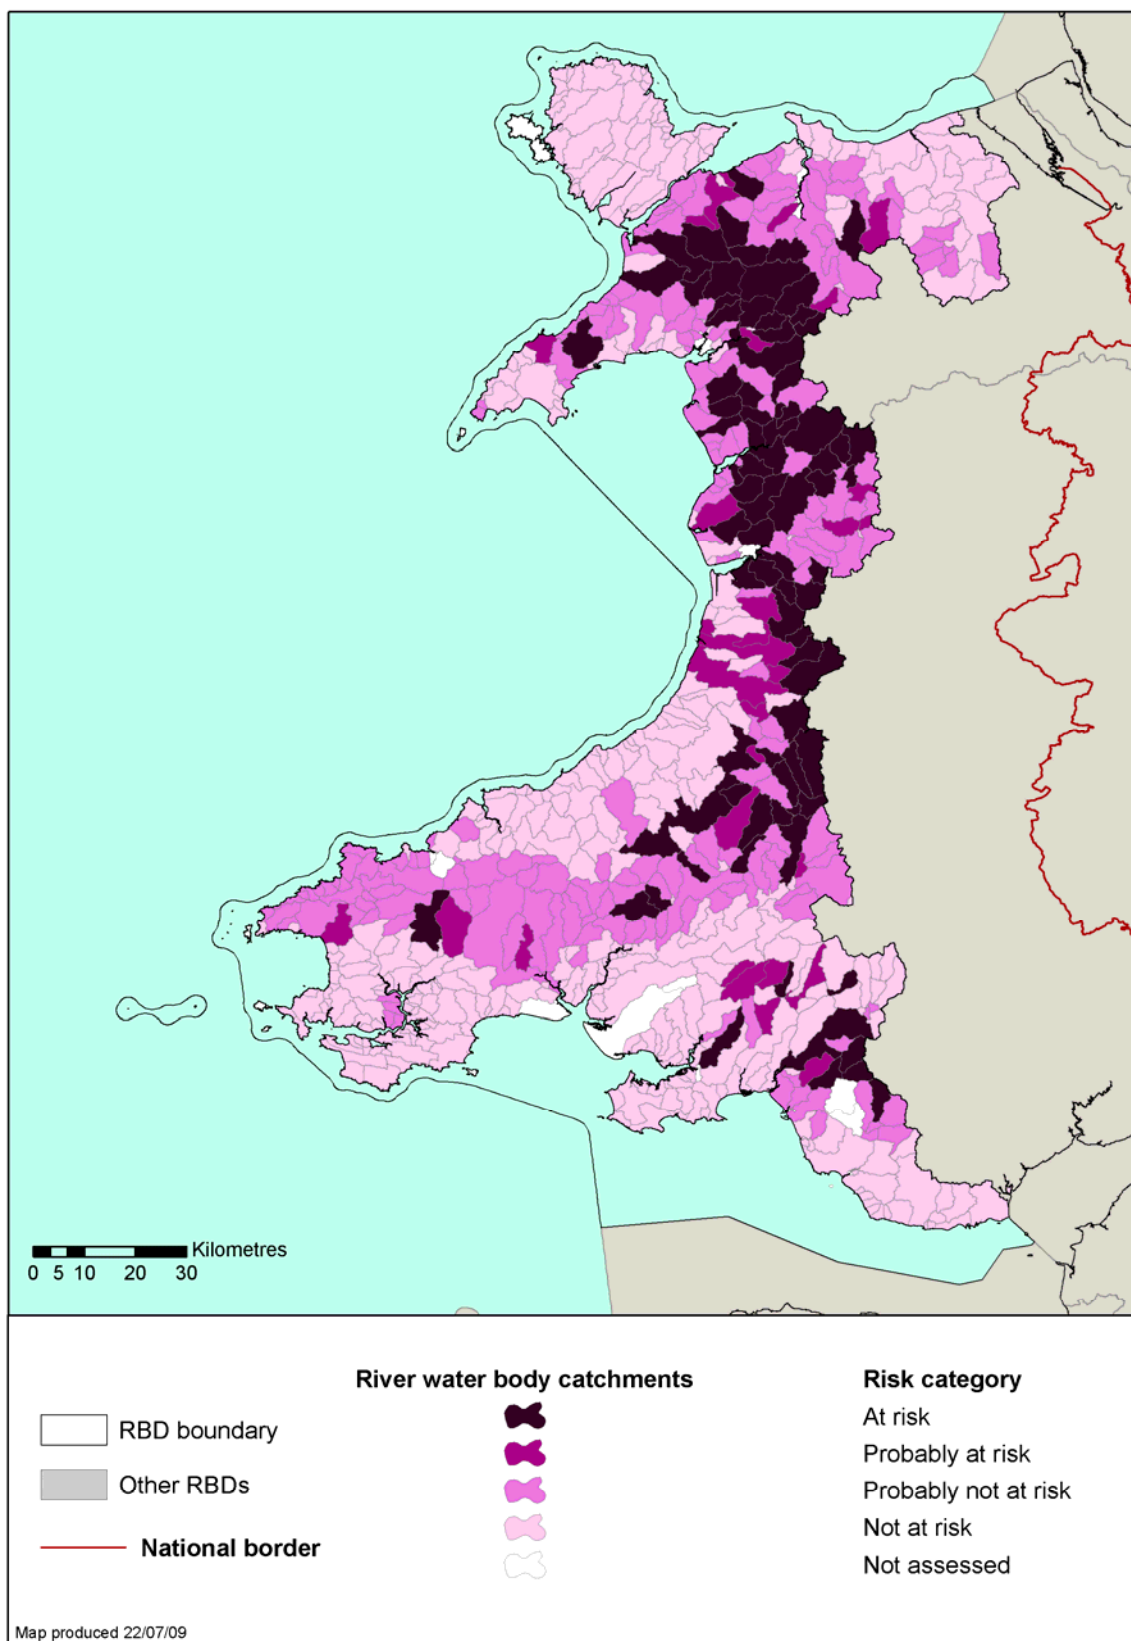 Kilometres
0 5 10 20 30
River water body catchments
Risk category
RBD boundary
Other RBDs
National border
At risk
Probably at risk
Probably not at risk
Not at risk
Not assessed
Map produced 22/07/09